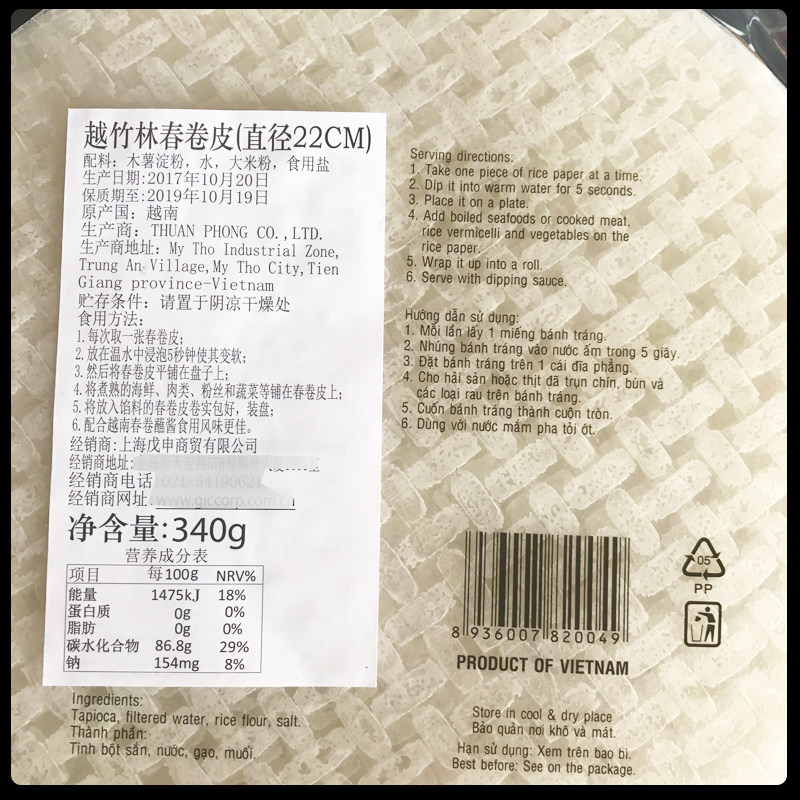 越竹林春卷皮(直径22CM)
配料：木薯淀粉，水，大米粉，食用盐
生产日期:2017年10月20日
保质期至:2019年10月19日
原产国：越南
生产商：THUAN PHONG CO.,LTD.
生产商地址：My Tho Industrial Zone,
Trung An Village,My Tho City,Tien
Giang province-Vietnam
贮存条件：请置于阴凉干燥处
食用方法：
1.每次取一张春卷皮;
2.放在温水中浸泡5秒钟使其变软;
3.然后将春卷皮平铺在盘子上;
4.将煮熟的海鲜、肉类、粉丝和蔬菜等铺在春卷皮上;
5.将放入馅料的春卷皮卷实包好，装盘;
6.配合越南春卷蘸酱食用风味更佳。
经销商:上海戊申商贸有限公司
经销商地址:
经销商电话:021-54190621
经销商网址:www.giccorp.com.cn
净含量:340g
营养成分表
项目 每100g NRV%
能量 1475kJ 18%
蛋白质 0g 0%
脂肪 0g 0%
碳水化合物 86.8g 29%
钠 154mg 8%
Ingredients:
Tapioca, filtered water, rice flour, salt.
Thành phần:
Tinh bột sắn, nước, gạo, muối.
Serving directions:
1. Take one piece of rice paper at a time.
2. Dip it into warm water for 5 seconds.
3. Place it on a plate.
4. Add boiled seafoods or cooked meat,
rice vermicelli and vegetables on the
rice paper.
5. Wrap it up into a roll.
6. Serve with dipping sauce.
Hướng dẫn sử dụng:
1. Mỗi lần lấy 1 miếng bánh tráng.
2. Nhúng bánh tráng vào nước ấm trong 5 giây.
3. Đặt bánh tráng trên 1 cái dĩa phẳng.
4. Cho hải sản hoặc thịt đã trụn chín, bún và
các loại rau trên bánh tráng.
5. Cuốn bánh tráng thành cuộn tròn.
6. Dùng với nước mắm pha tỏi ớt.
8 936007 820049
05
PP
PRODUCT OF VIETNAM
Store in cool & dry place
Bảo quản nơi khô và mát.
Hạn sử dụng: Xem trên bao bì.
Best before: See on the package.